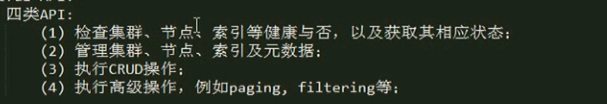 四类API:
(1) 检查集群、节点、索引等健康与否，以及获取其相应状态；
(2) 管理集群、节点、索引及元数据；
(3) 执行CRUD操作；
(4) 执行高级操作，例如paging, filtering等；